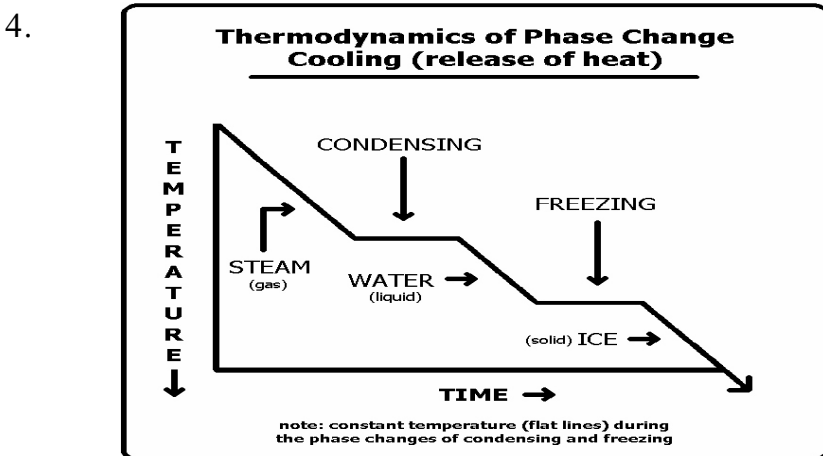 4.
Thermodynamics of Phase Change
Cooling (release of heat)
TEMPERATURE
CONDENSING
FREEZING
STEAM
(gas)
WATER
(liquid)
(solid) ICE
TIME
note: constant temperature (flat lines) during
the phase changes of condensing and freezing